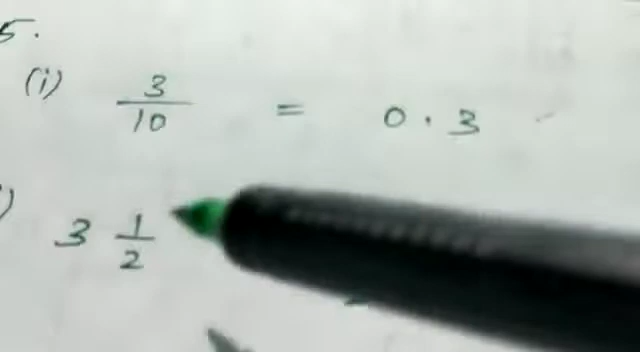 5.
(i) 3/10 = 0.3
) 3 1/2